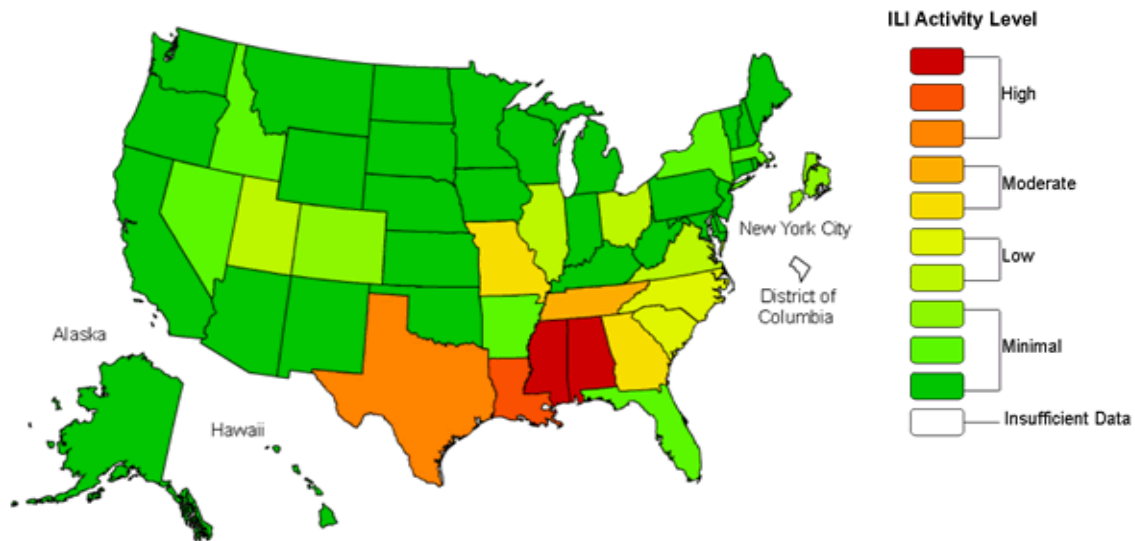 ILI Activity Level
High
Moderate
Low
New York City
District of
Columbia
Minimal
Alaska
Insufficient Data
Hawaii